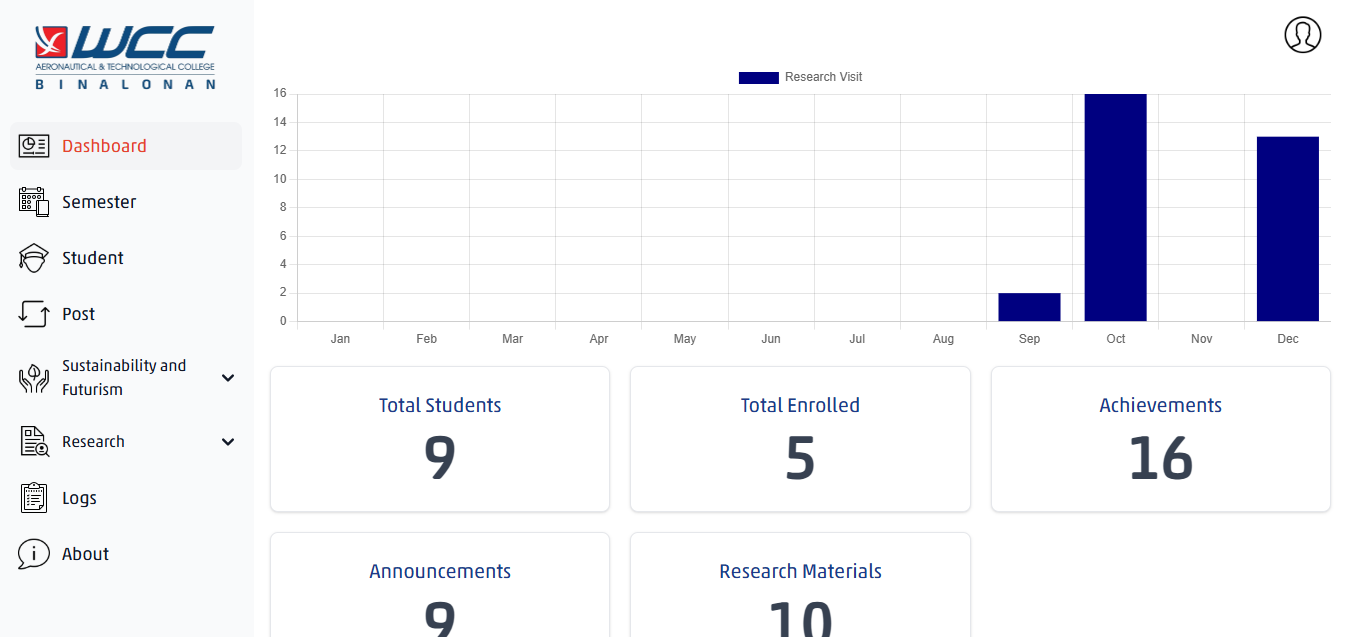 WCC
AERONAUTICAL & TECHNOLOGICAL COLLEGE
BINALONAN
Dashboard
Semester
Student
Post
Sustainability and
Futurism
Research
Logs
About
Research Visit
16
14
12
10
8
6
4
2
0
Jan Feb Mar Apr May Jun Jul Aug Sep Oct Nov Dec
Total Students
9
Total Enrolled
5
Achievements
16
Announcements
9
Research Materials
10